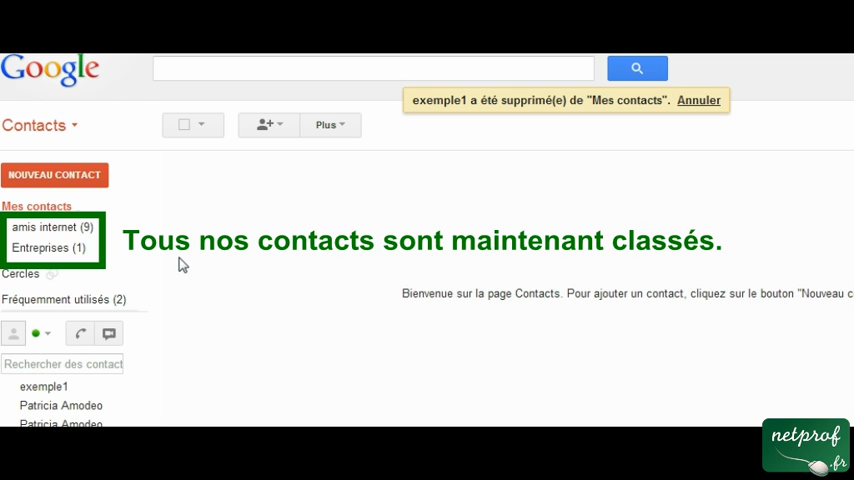 Google
exemple1 a été supprimé(e) de "Mes contacts". Annuler
Contacts
Plus
NOUVEAU CONTACT
Mes contacts
amis internet (9)
Entreprises (1)
Tous nos contacts sont maintenant classés.
Cercles
Bienvenue sur la page Contacts. Pour ajouter un contact, cliquez sur le bouton "Nouveau c
Fréquemment utilisés (2)
Rechercher des contact
exemple1
Patricia Amodeo
Patricia Amodeo
netprof
.fr